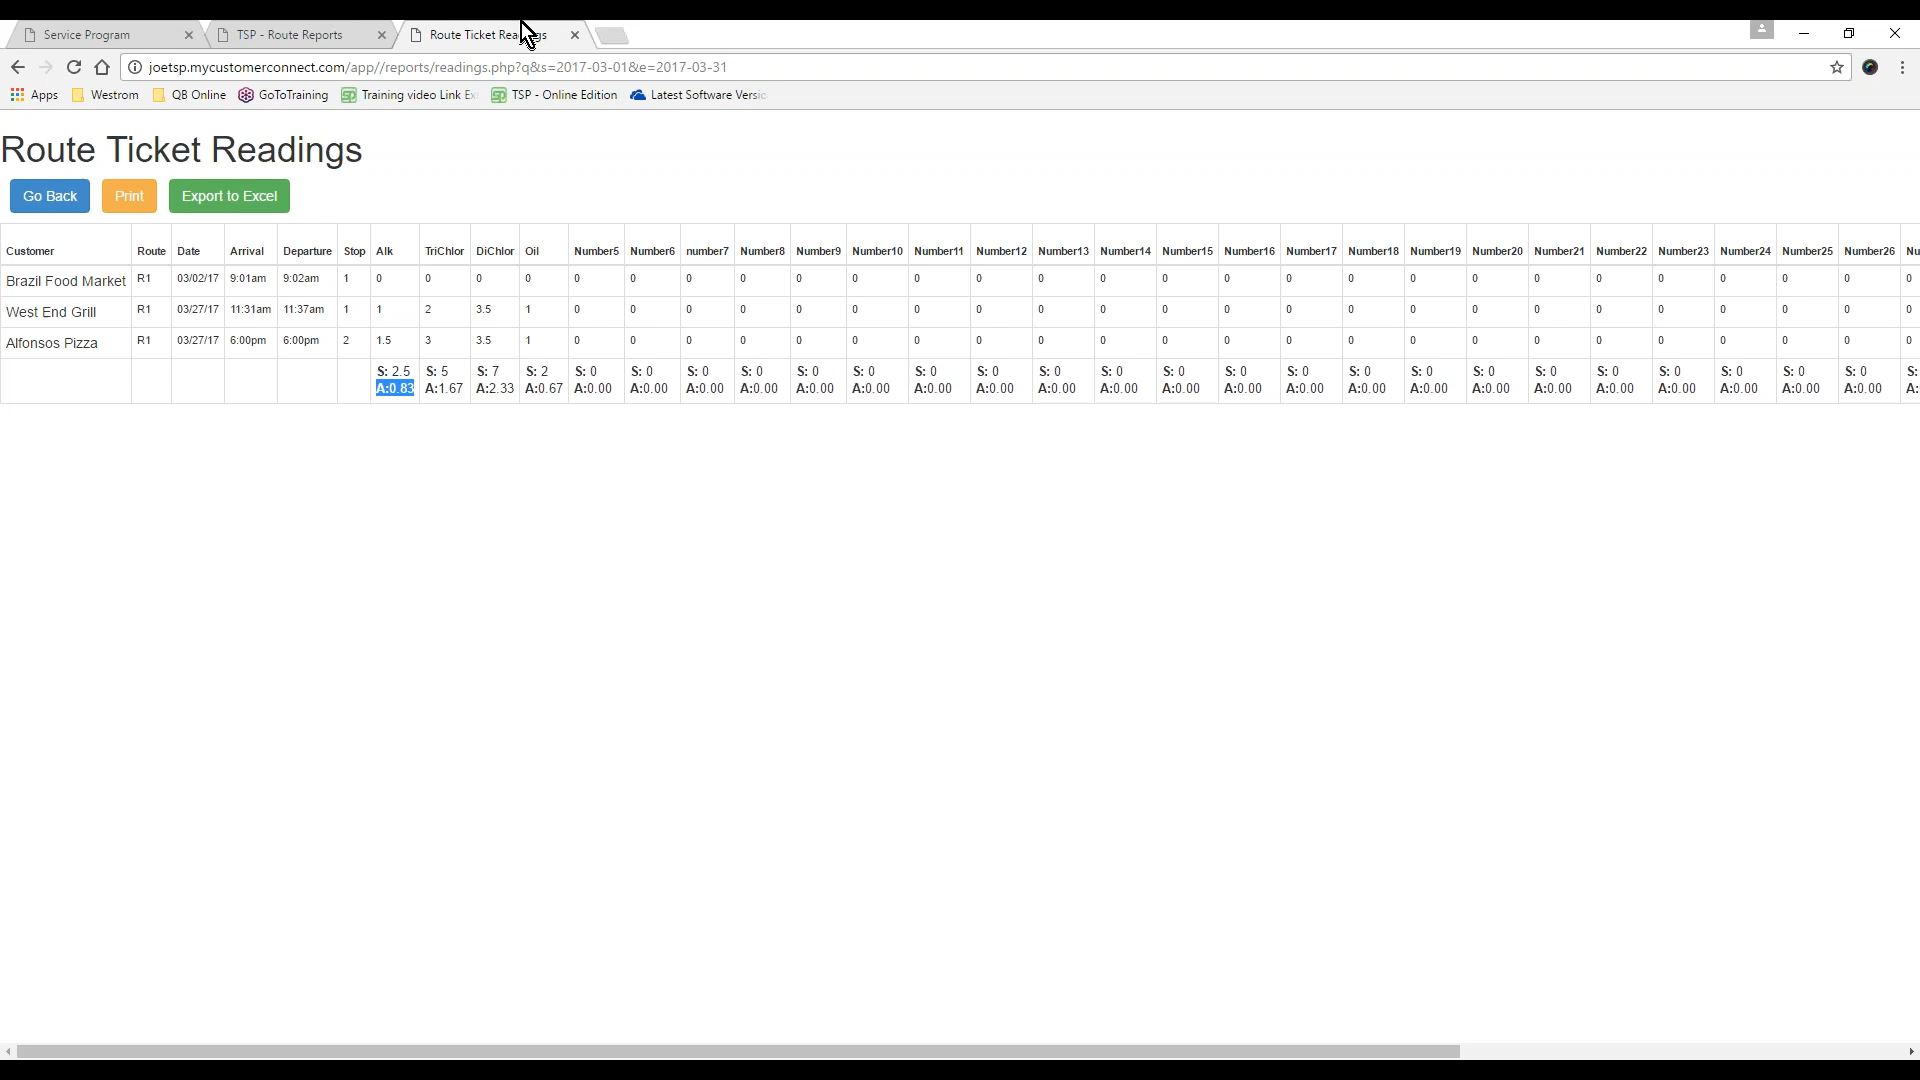 Service Program
TSP - Route Reports
Route Ticket Readings
joetsp.mycustomerconnect.com/app//reports/readings.php?q&s=2017-03-01&e=2017-03-31
Apps Westrom QB Online GoToTraining Training video Link Ex TSP - Online Edition Latest Software Versio
Route Ticket Readings
Go Back Print Export to Excel
Customer Route Date Arrival Departure Stop Alk TriChlor DiChlor Oil Number5 Number6 number7 Number8 Number9 Number10 Number11 Number12 Number13 Number14 Number15 Number16 Number17 Number18 Number19 Number20 Number21 Number22 Number23 Number24 Number25 Number26 Nu
Brazil Food Market R1 03/02/17 9:01am 9:02am 1 0 0 0 0 0 0 0 0 0 0 0 0 0 0 0 0 0 0 0 0 0 0 0 0 0 0 0
West End Grill R1 03/27/17 11:31am 11:37am 1 1 2 3.5 1 0 0 0 0 0 0 0 0 0 0 0 0 0 0 0 0 0 0 0 0 0 0 0
Alfonsos Pizza R1 03/27/17 6:00pm 6:00pm 2 1.5 3 3.5 1 0 0 0 0 0 0 0 0 0 0 0 0 0 0 0 0 0 0 0 0 0 0 0
S: 2.5 S: 5 S: 7 S: 2 S: 0 S: 0 S: 0 S: 0 S: 0 S: 0 S: 0 S: 0 S: 0 S: 0 S: 0 S: 0 S: 0 S: 0 S: 0 S: 0 S: 0 S: 0 S: 0 S: 0 S: 0 S: 0 S:
A:0.83 A:1.67 A:2.33 A:0.67 A:0.00 A:0.00 A:0.00 A:0.00 A:0.00 A:0.00 A:0.00 A:0.00 A:0.00 A:0.00 A:0.00 A:0.00 A:0.00 A:0.00 A:0.00 A:0.00 A:0.00 A:0.00 A:0.00 A:0.00 A:0.00 A:0.00 A: